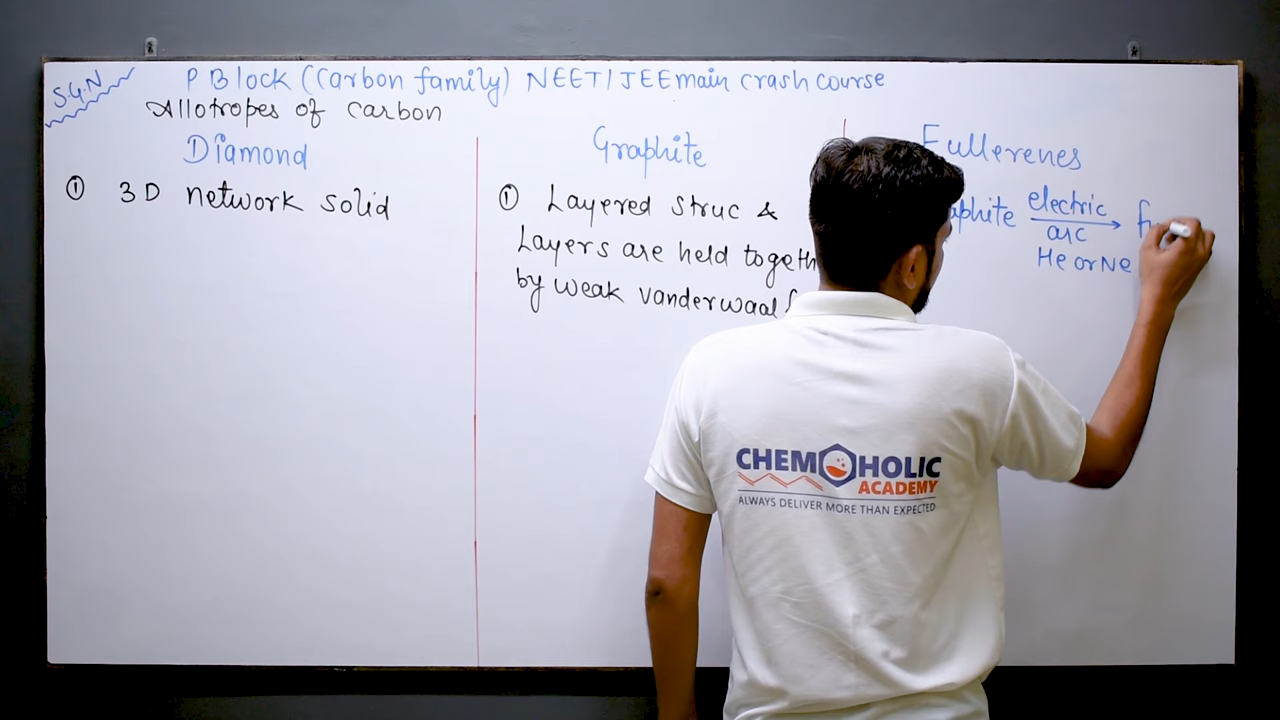 S.G.N
P Block (Carbon family) NEET/JEE main crash course
Allotropes of carbon
Diamond
① 3D network solid
Graphite
① Layered struc &
Layers are held togeth
by weak vanderwaal
Fullerenes
aphite electric
arc
He or Ne
CHEMOHOLIC
ACADEMY
ALWAYS DELIVER MORE THAN EXPECTED